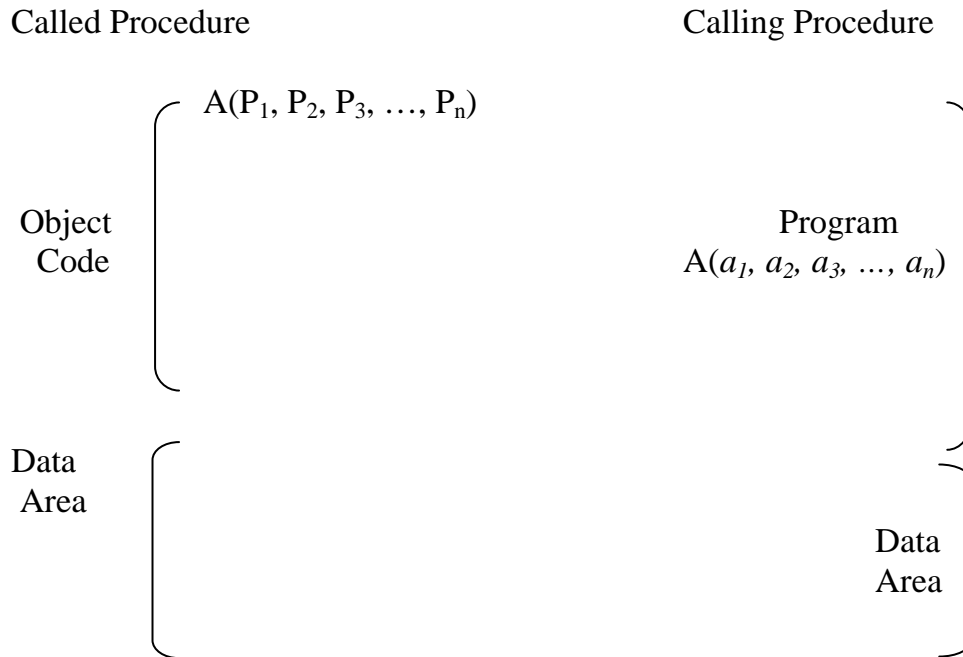 Called Procedure
Calling Procedure
A(P₁, P₂, P₃, …, Pₙ)
Object
Code
Program
A(a₁, a₂, a₃, …, aₙ)
Data
Area
Data
Area